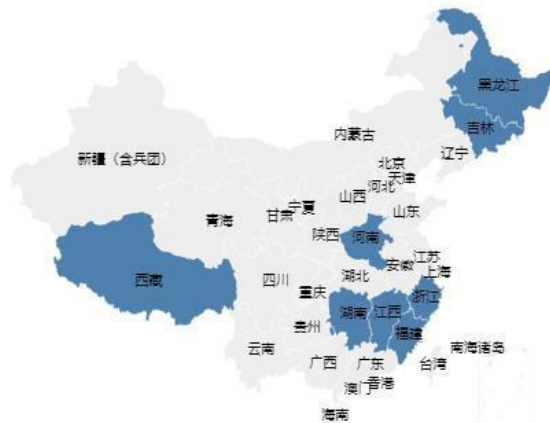 黑龙江
吉林
内蒙古
辽宁
新疆（含兵团）
北京
天津
河北
宁夏
山西
山东
青海
甘肃
陕西
河南
江苏
安徽
上海
西藏
四川
湖北
重庆
浙江
湖南
江西
贵州
福建
云南
南海诸岛
广西
广东
台湾
香港
澳门
海南